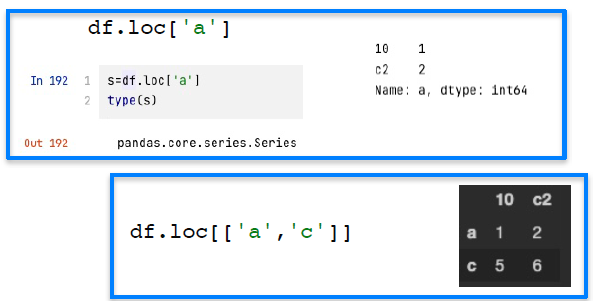 df.loc['a']
10 1
c2 2
Name: a, dtype: int64
In 192 1 s=df.loc['a']
2 type(s)
Out 192 pandas.core.series.Series
df.loc[['a','c']]
10 c2
a 1 2
c 5 6